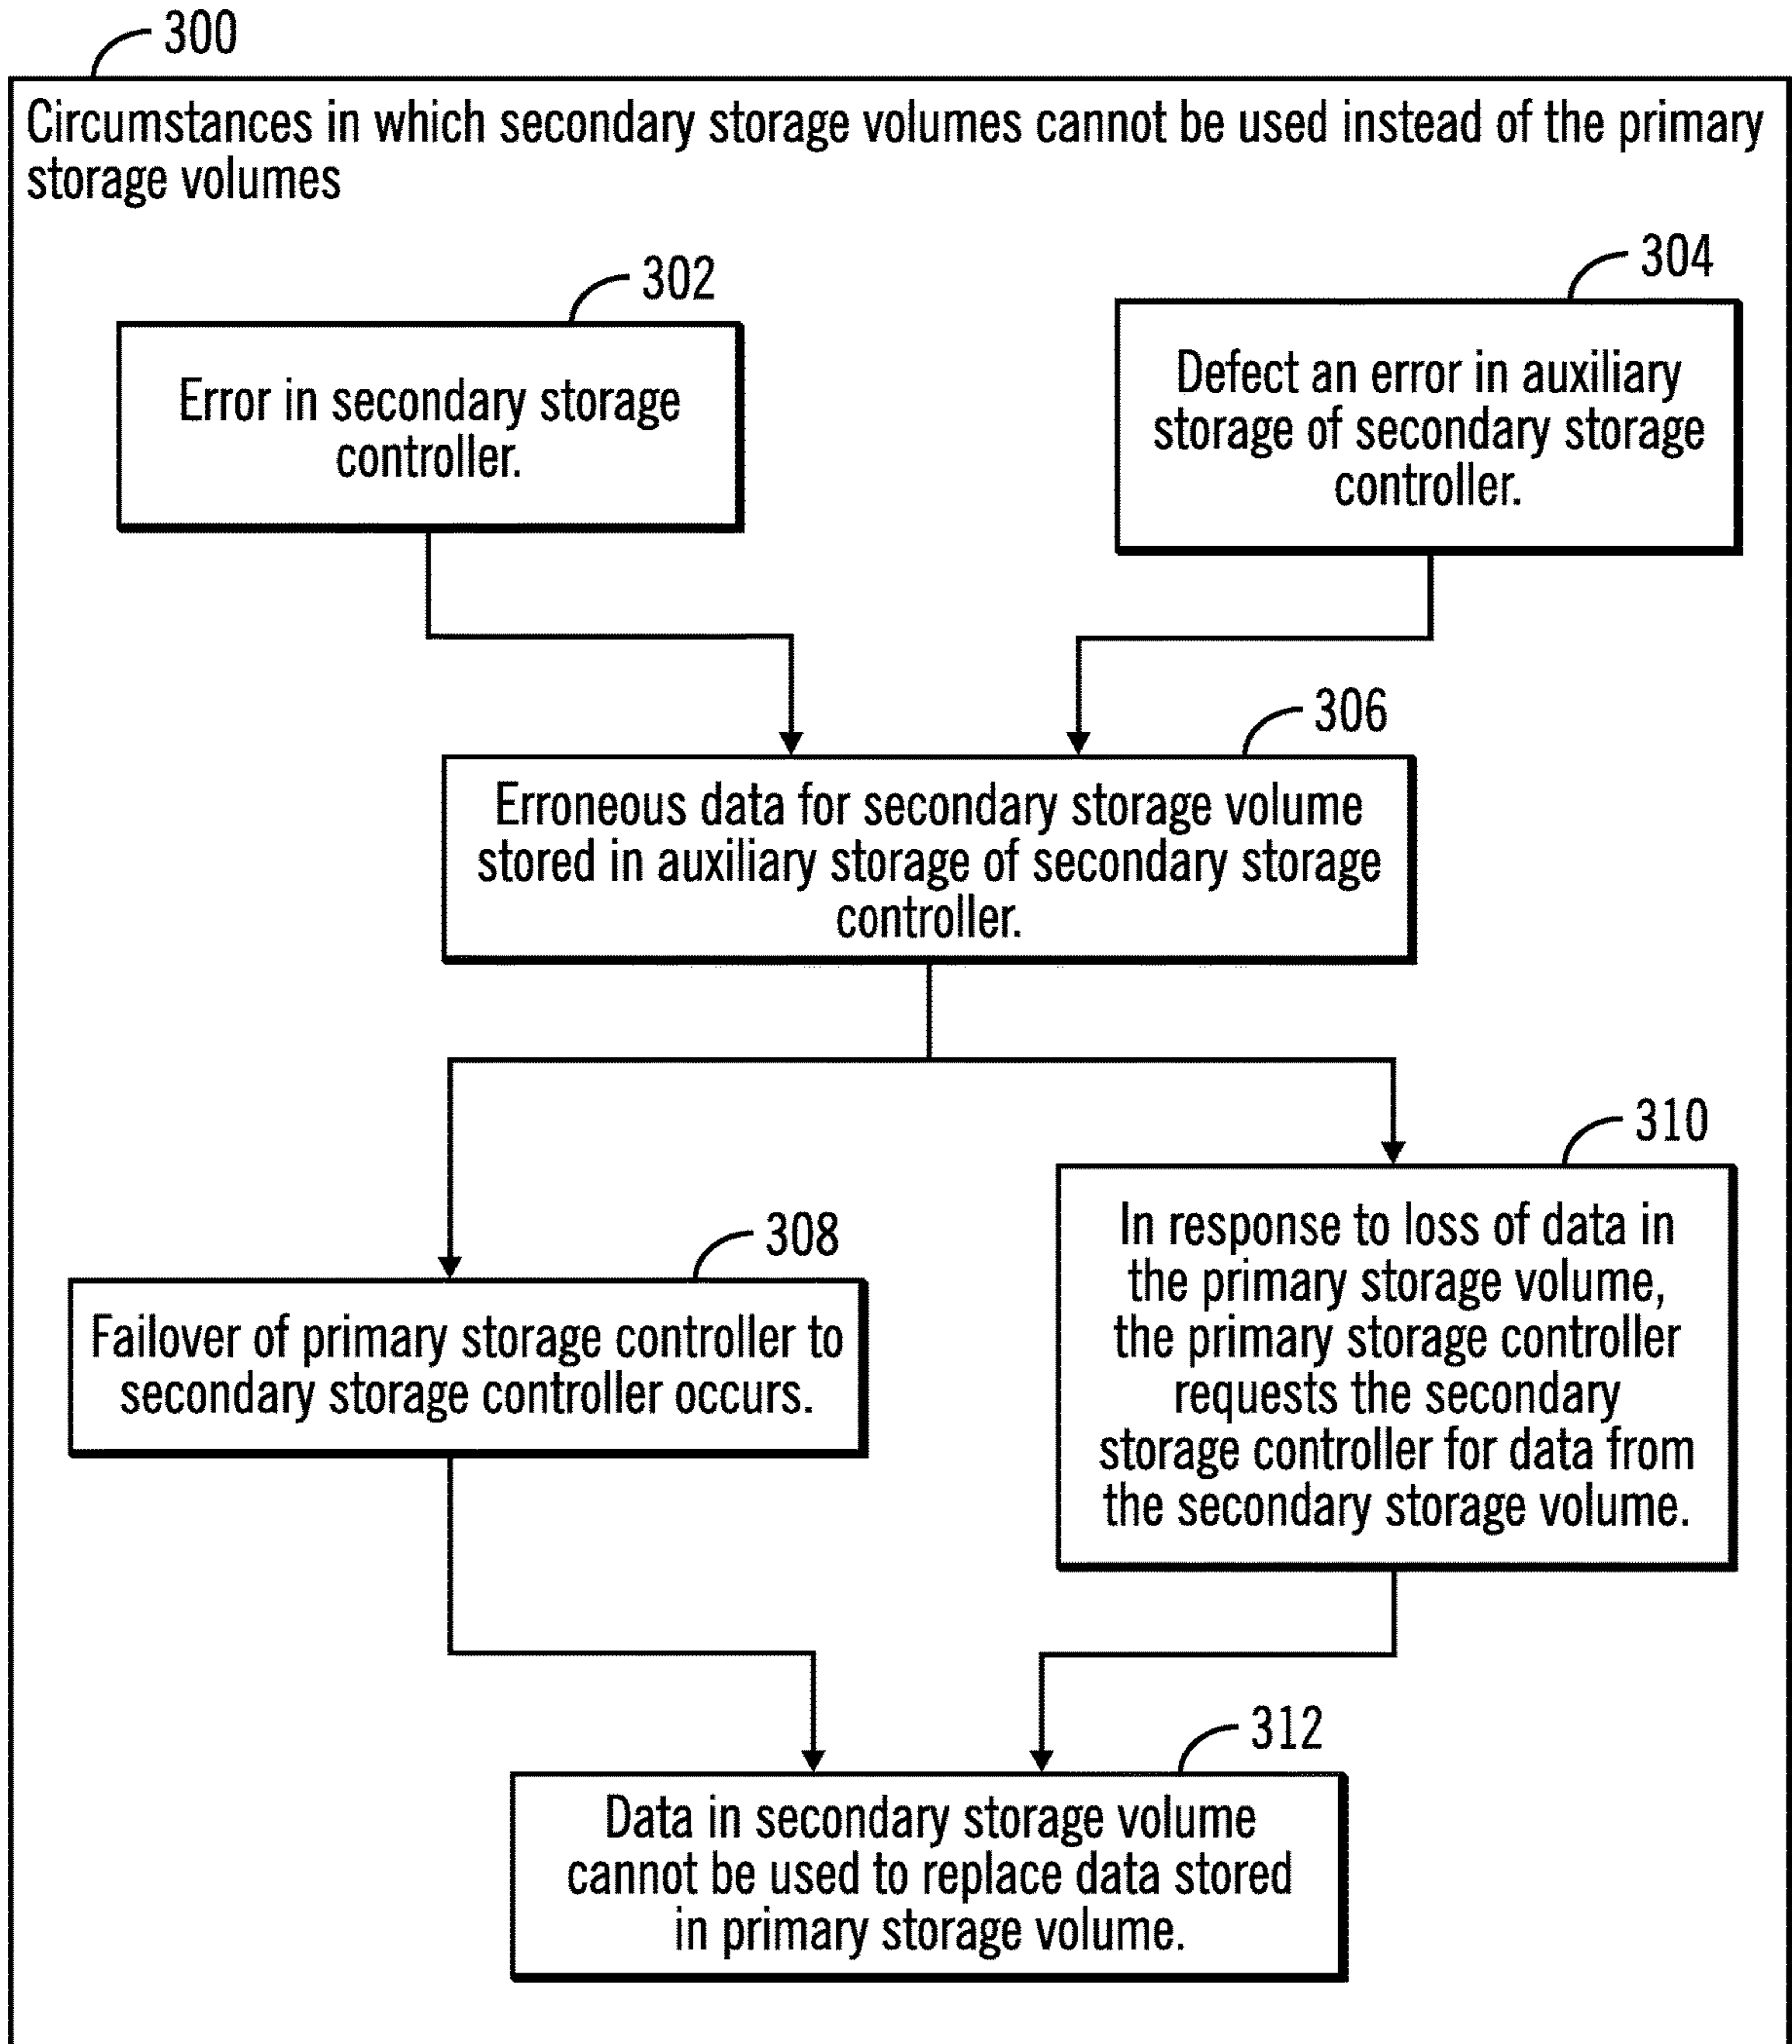 300
Circumstances in which secondary storage volumes cannot be used instead of the primary
storage volumes
302
Error in secondary storage
controller.
304
Defect an error in auxiliary
storage of secondary storage
controller.
306
Erroneous data for secondary storage volume
stored in auxiliary storage of secondary storage
controller.
308
Failover of primary storage controller to
secondary storage controller occurs.
310
In response to loss of data in
the primary storage volume,
the primary storage controller
requests the secondary
storage controller for data from
the secondary storage volume.
312
Data in secondary storage volume
cannot be used to replace data stored
in primary storage volume.